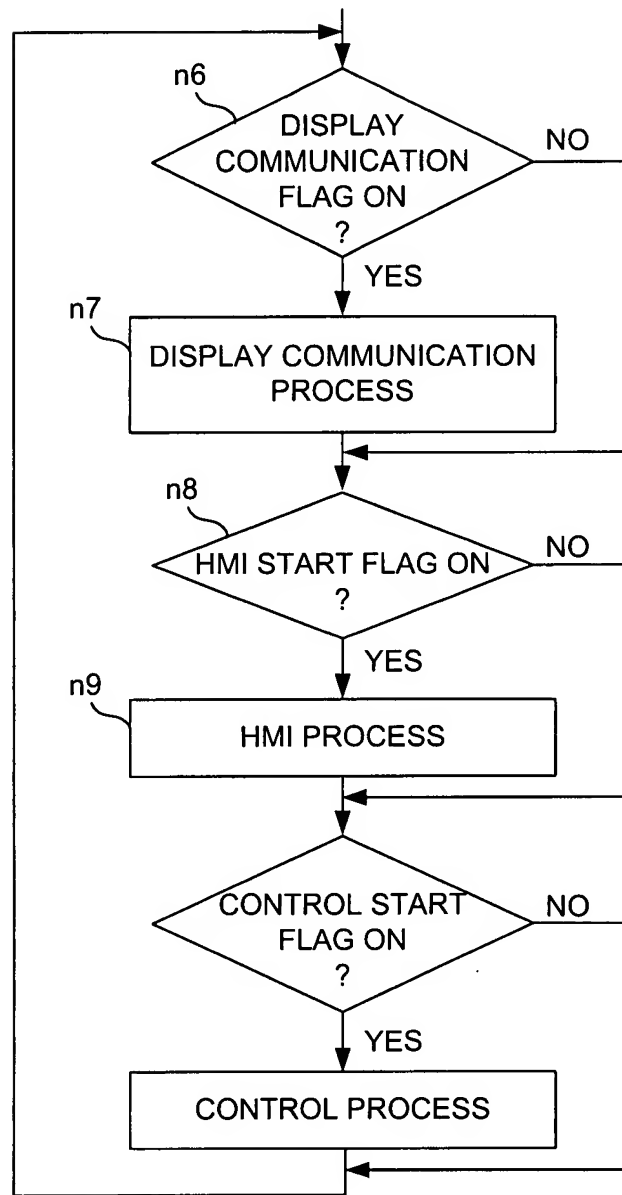 n6
DISPLAY
COMMUNICATION
FLAG ON
?
NO
YES
n7
DISPLAY COMMUNICATION
PROCESS
n8
HMI START FLAG ON
?
NO
YES
n9
HMI PROCESS
CONTROL START
FLAG ON
?
NO
YES
CONTROL PROCESS